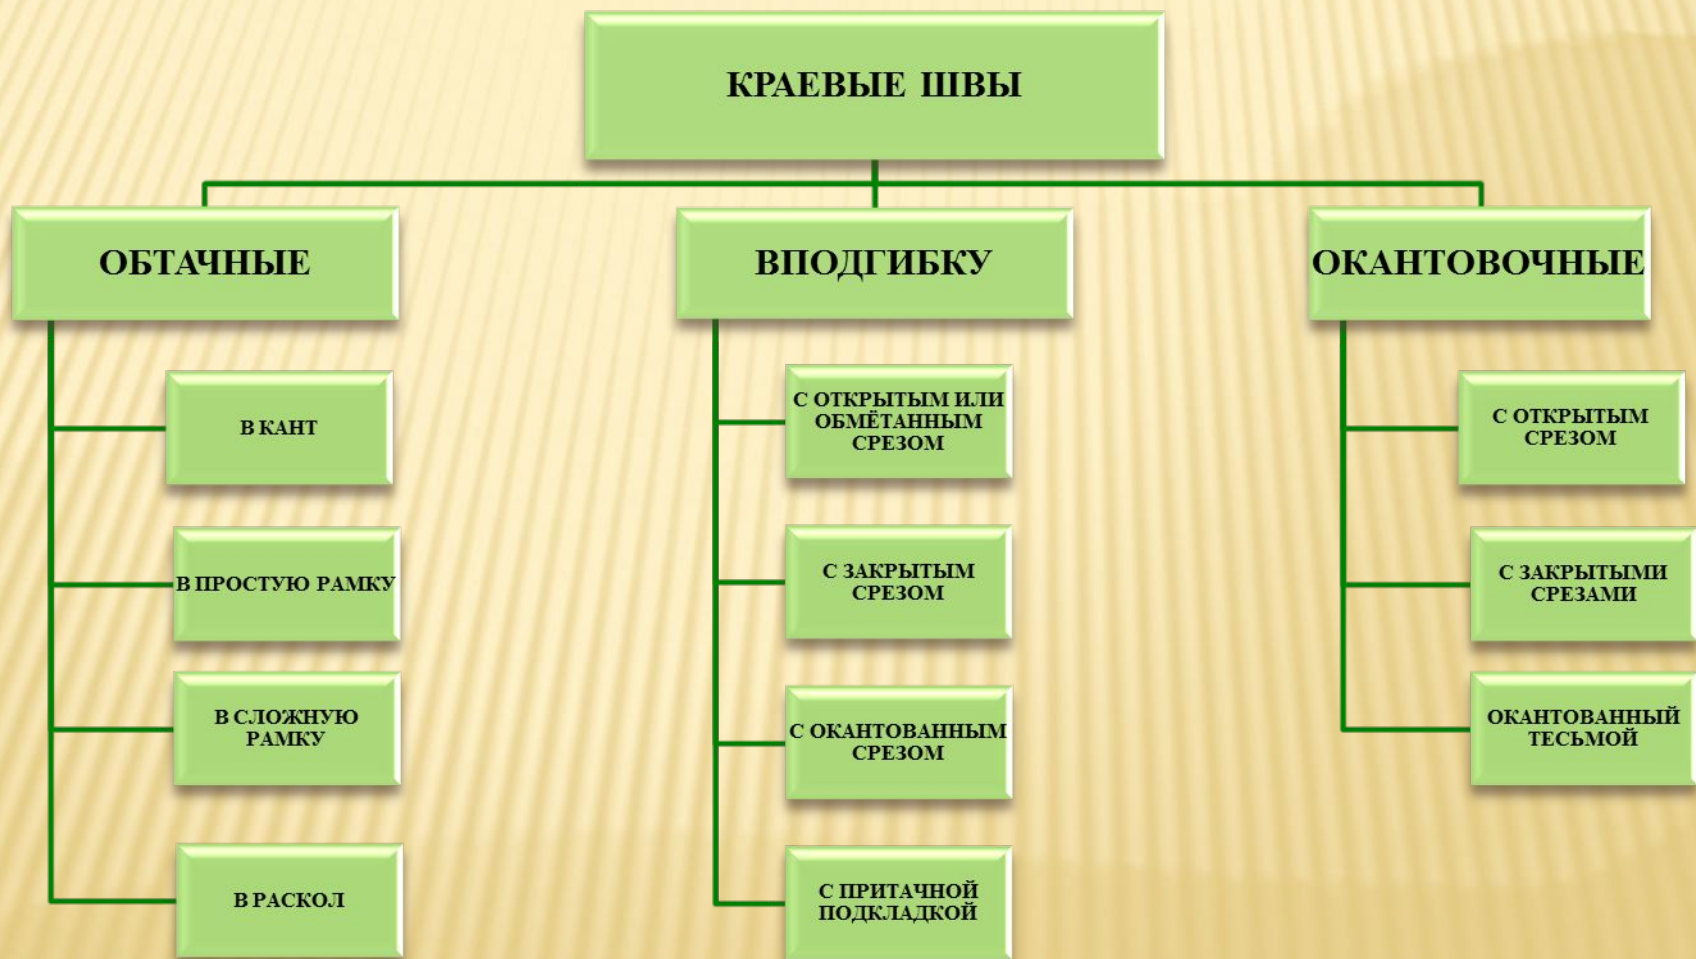 КРАЕВЫЕ ШВЫ
ОБТАЧНЫЕ
В КАНТ
В ПРОСТУЮ РАМКУ
В СЛОЖНУЮ
РАМКУ
В РАСКОЛ
ВПОДГИБКУ
С ОТКРЫТЫМ ИЛИ
ОБМЁТАННЫМ
СРЕЗОМ
С ЗАКРЫТЫМ
СРЕЗОМ
С ОКАНТОВАННЫМ
СРЕЗОМ
С ПРИТАЧНОЙ
ПОДКЛАДКОЙ
ОКАНТОВОЧНЫЕ
С ОТКРЫТЫМ
СРЕЗОМ
С ЗАКРЫТЫМИ
СРЕЗАМИ
ОКАНТОВАННЫЙ
ТЕСЬМОЙ